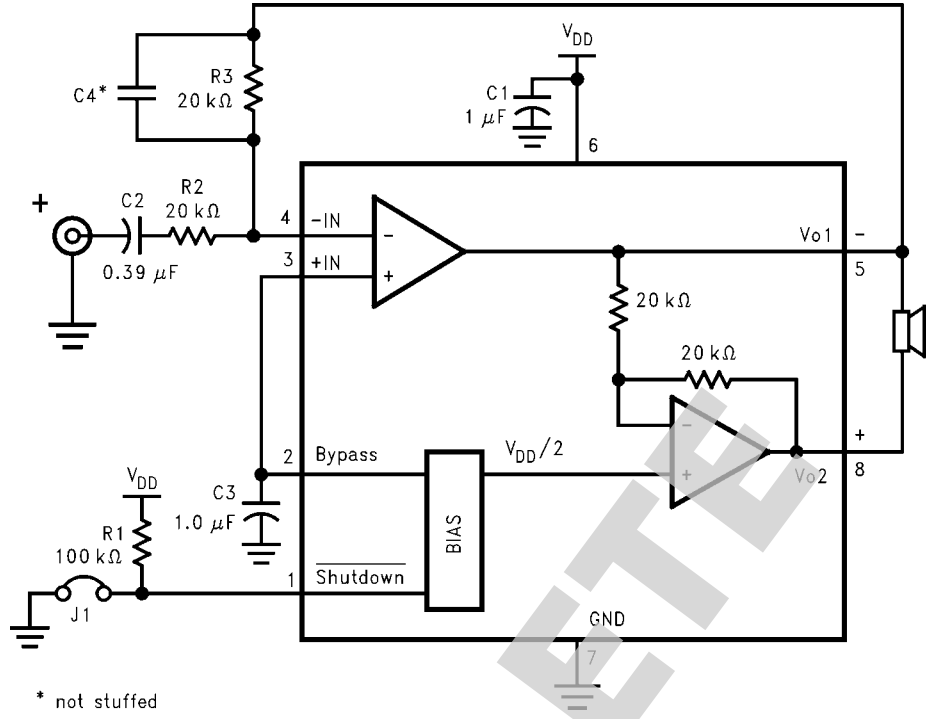 V_DD
R3
20 kΩ
C4*
C1
1 μF
6
+
C2
0.39 μF
R2
20 kΩ
4
-IN
-
3
+IN
+
Vo1
-
5
20 kΩ
20 kΩ
-
+
+
8
Vo2
2
Bypass
V_DD/2
C3
1.0 μF
BIAS
V_DD
R1
100 kΩ
1
Shutdown
J1
GND
7
* not stuffed
ETE